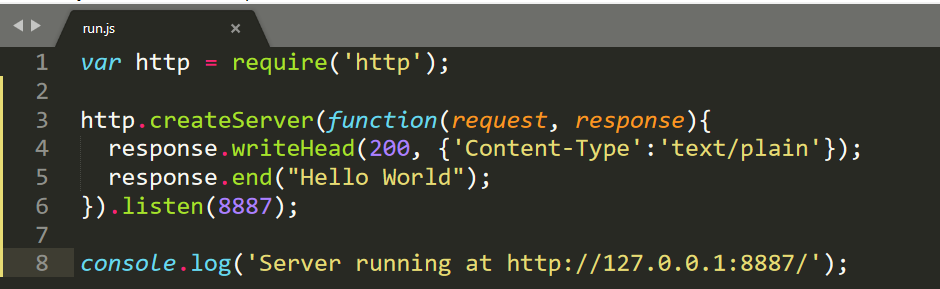 run.js ×
1 var http = require('http');
2
3 http.createServer(function(request, response){
4   response.writeHead(200, {'Content-Type':'text/plain'});
5   response.end("Hello World");
6 }).listen(8887);
7
8 console.log('Server running at http://127.0.0.1:8887/');